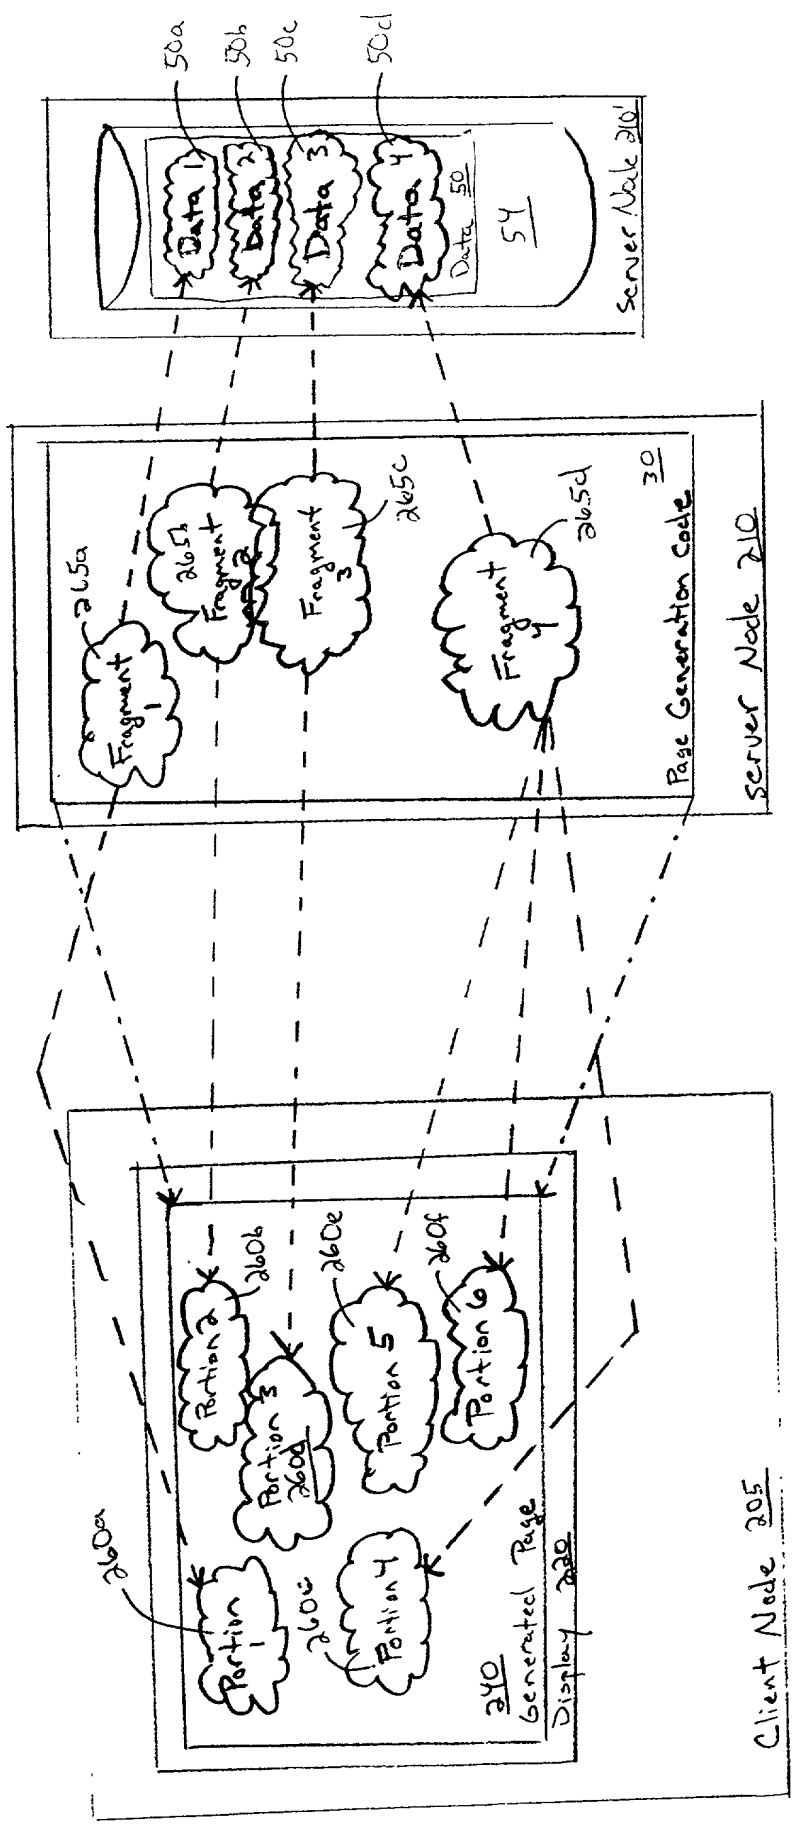 260a
Portion
1
Portion 2
260b
Portion 3
260d
260c
Portion 4
260e
Portion 5
260f
Portion 6
240
Generated Page
Display 220
Client Node 205
265a
Fragment
1
265b
Fragment
2
Fragment
3
265c
Fragment
4
265d
30
Page Generation Code
Server Node 210
50a
50b
50c
50d
Data 1
Data 2
Data 3
Data 4
Data 50
54
Server Node 210'